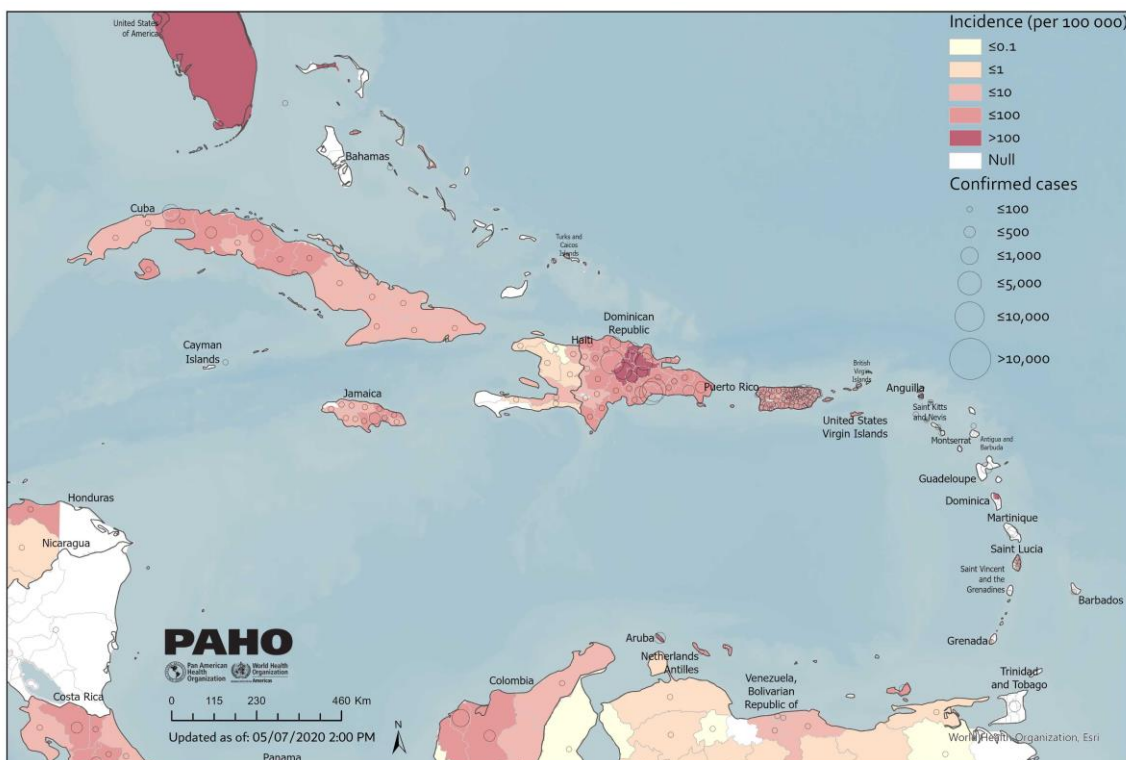 United States
of America
Bahamas
Cuba
Turks and
Caicos
Islands
Cayman
Islands
Jamaica
Haiti
Dominican
Republic
Puerto Rico
British
Virgin
Islands
United States
Virgin Islands
Anguilla
Saint Kitts
and Nevis
Montserrat
Antigua and
Barbuda
Guadeloupe
Dominica
Martinique
Saint Lucia
Saint Vincent
and the
Grenadines
Barbados
Grenada
Trinidad
and Tobago
Honduras
Nicaragua
Costa Rica
Panama
Colombia
Aruba
Netherlands
Antilles
Venezuela,
Bolivarian
Republic of
Incidence (per 100 000)
≤0.1
≤1
≤10
≤100
>100
Null
Confirmed cases
≤100
≤500
≤1,000
≤5,000
≤10,000
>10,000
PAHO
Pan American
Health
Organization
World Health
Organization
Americas
0 115 230 460 Km
Updated as of: 05/07/2020 2:00 PM
N
World Health Organization, Esri